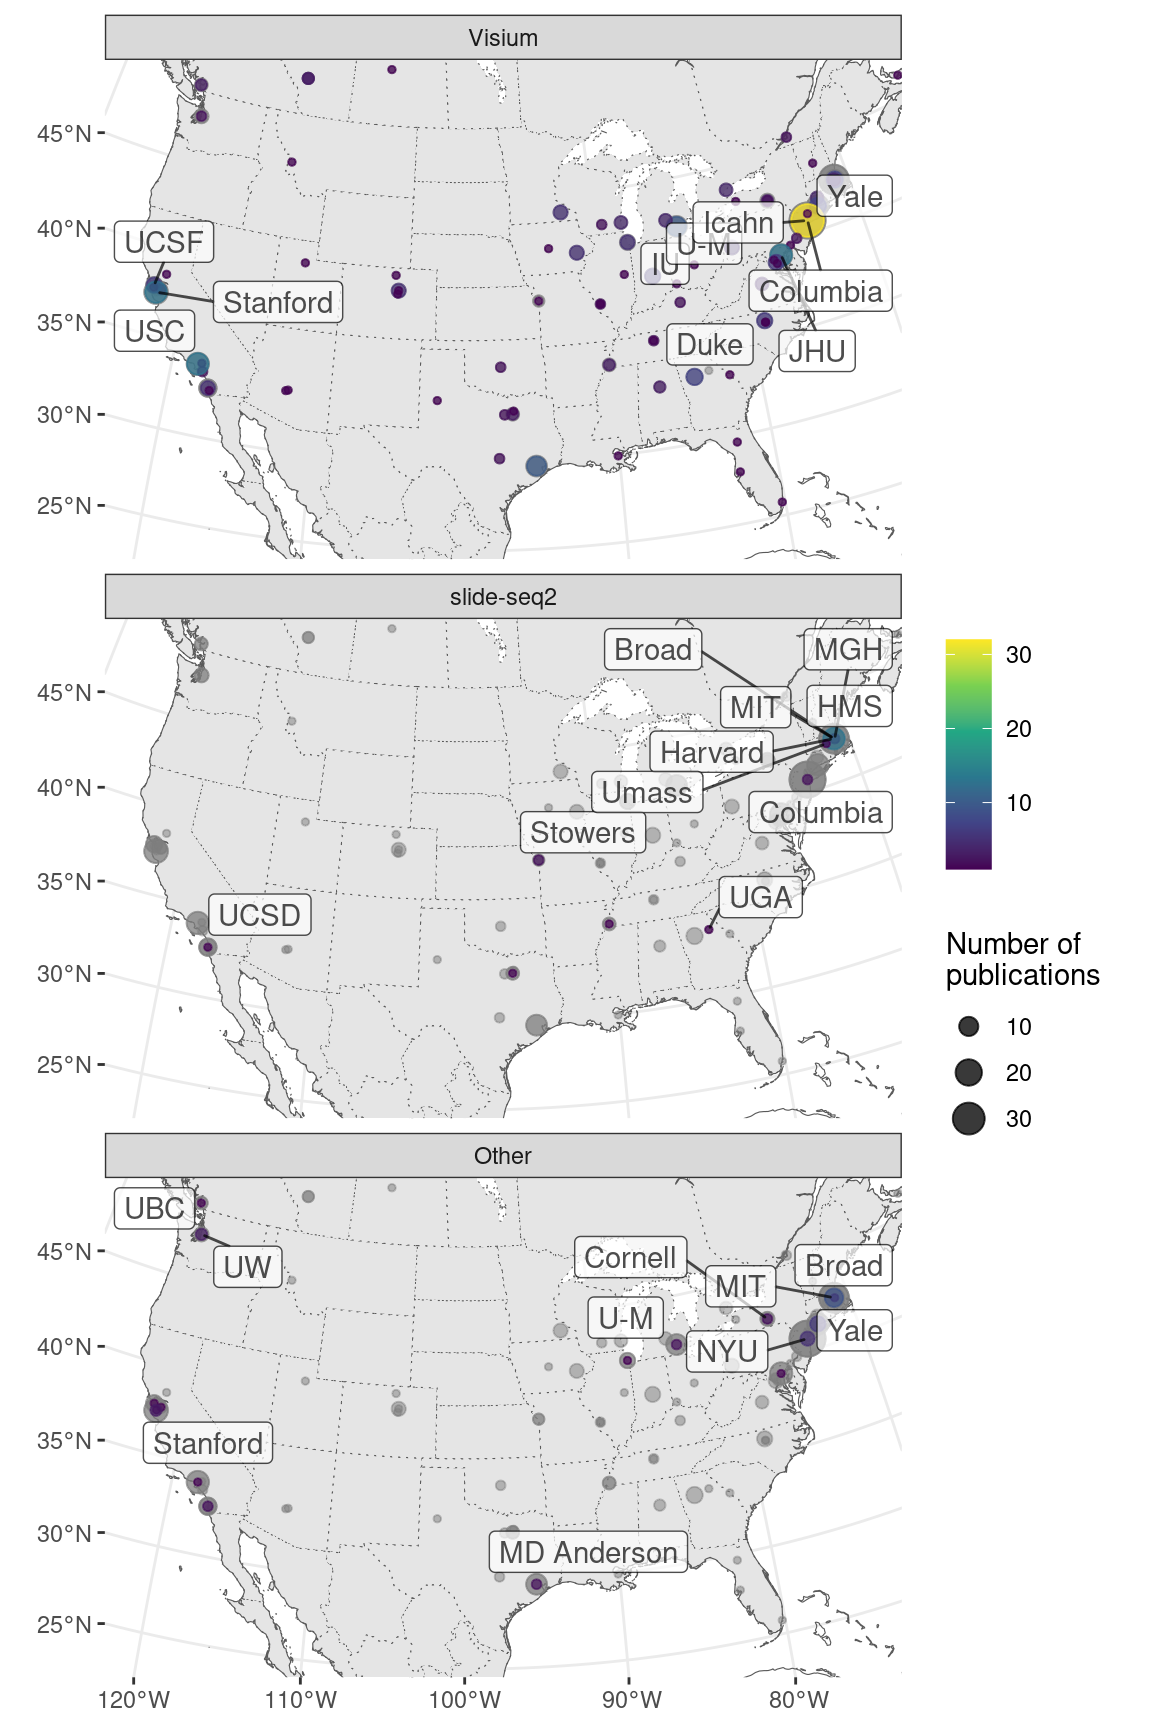 Visium
45°N
40°N
35°N
30°N
25°N
UCSF
Stanford
USC
Yale
Icahn
U-M
IU
Columbia
Duke
JHU
slide-seq2
45°N
40°N
35°N
30°N
25°N
Broad
MGH
MIT
HMS
Harvard
Umass
Columbia
Stowers
UGA
UCSD
30
20
10
Number of
publications
10
20
30
Other
45°N
40°N
35°N
30°N
25°N
UBC
UW
Cornell
Broad
MIT
U-M
Yale
NYU
Stanford
MD Anderson
120°W
110°W
100°W
90°W
80°W